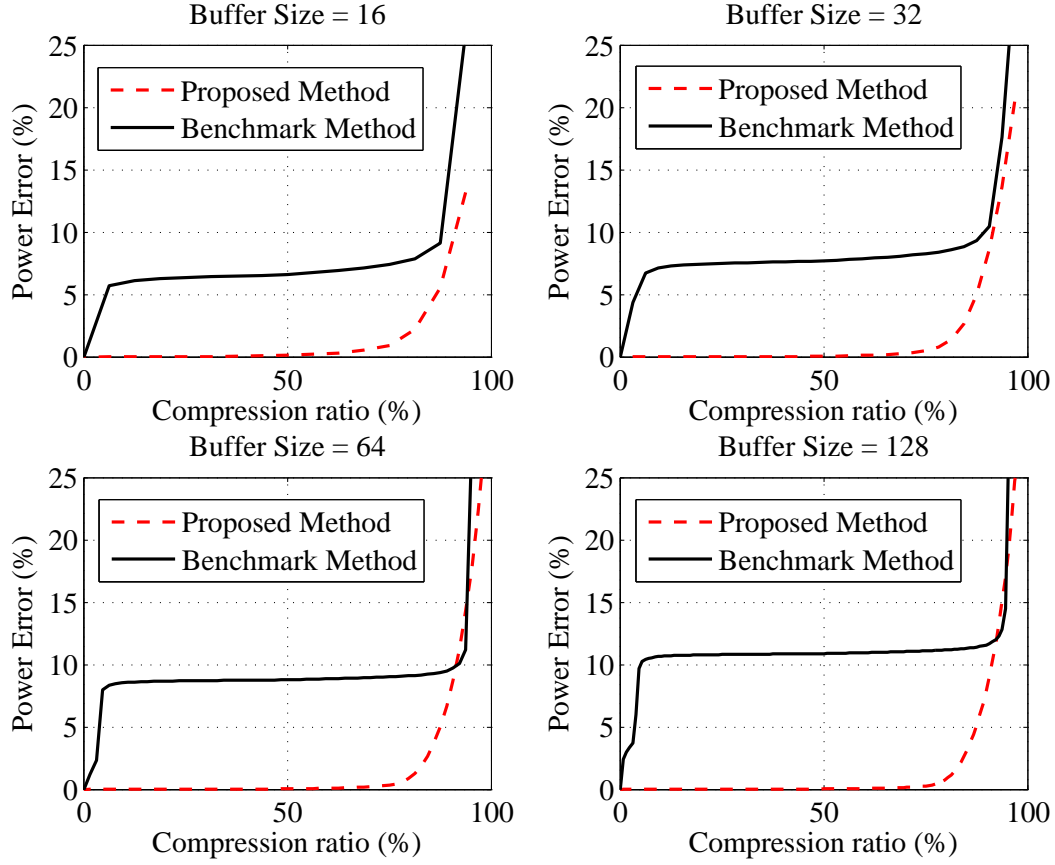 Buffer Size = 16
25
20
15
10
5
0
0
50
100
Power Error (%)
Compression ratio (%)
Proposed Method
Benchmark Method
Buffer Size = 32
25
20
15
10
5
0
0
50
100
Power Error (%)
Compression ratio (%)
Proposed Method
Benchmark Method
Buffer Size = 64
25
20
15
10
5
0
0
50
100
Power Error (%)
Compression ratio (%)
Proposed Method
Benchmark Method
Buffer Size = 128
25
20
15
10
5
0
0
50
100
Power Error (%)
Compression ratio (%)
Proposed Method
Benchmark Method